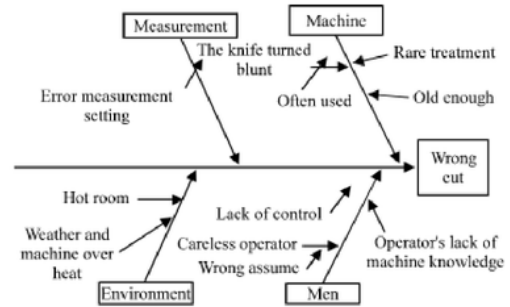 Measurement
Machine
The knife turned
blunt
Rare treatment
Error measurement
setting
Often used
Old enough
Wrong
cut
Hot room
Lack of control
Weather and
machine over
heat
Careless operator
Wrong assume
Operator's lack of
machine knowledge
Environment
Men